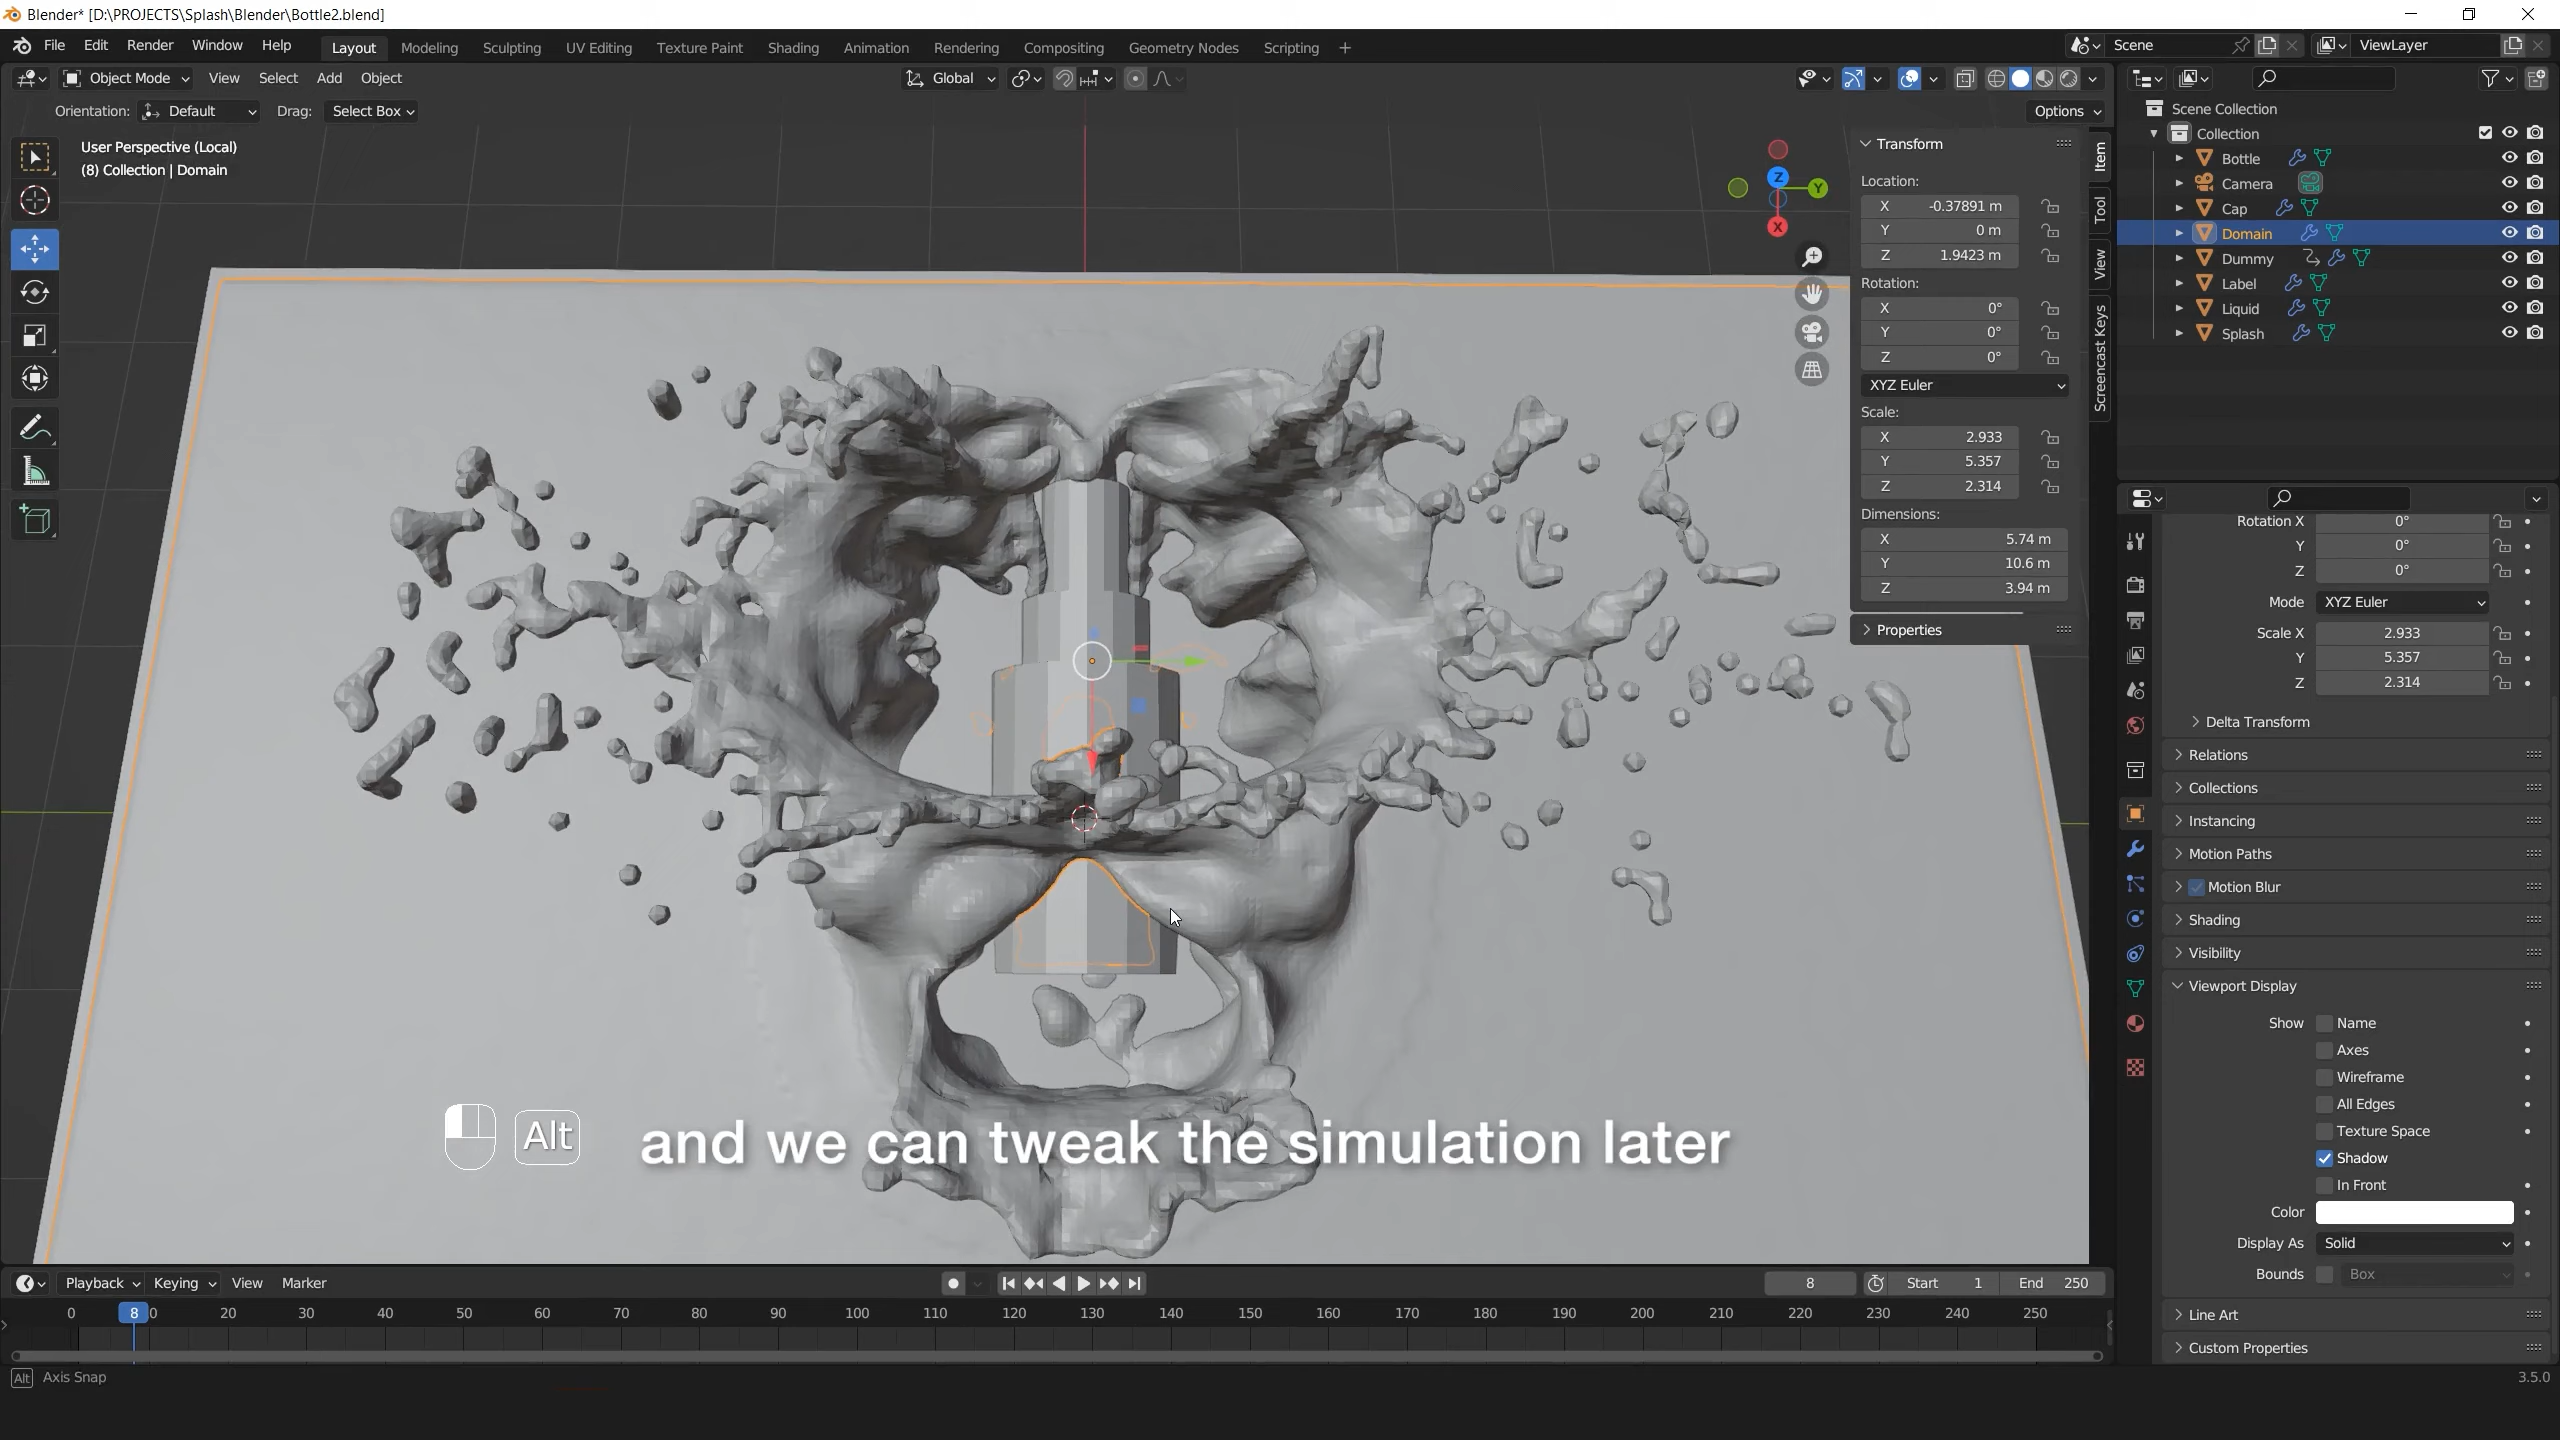 Blender* [D:\PROJECTS\Splash\Blender\Bottle2.blend]
File Edit Render Window Help Layout Modeling Sculpting UV Editing Texture Paint Shading Animation Rendering Compositing Geometry Nodes Scripting + Scene ViewLayer
Object Mode View Select Add Object Global
Orientation: Default Drag: Select Box Options
User Perspective (Local)
(8) Collection | Domain
Z
Y
X
Transform
Location:
X -0.37891 m
Y 0 m
Z 1.9423 m
Rotation:
X 0°
Y 0°
Z 0°
XYZ Euler
Scale:
X 2.933
Y 5.357
Z 2.314
Dimensions:
X 5.74 m
Y 10.6 m
Z 3.94 m
Properties
Item
Tool
View
Screencast Keys
Scene Collection
Collection
Bottle
Camera
Cap
Domain
Dummy
Label
Liquid
Splash
Rotation X 0°
Y 0°
Z 0°
Mode XYZ Euler
Scale X 2.933
Y 5.357
Z 2.314
Delta Transform
Relations
Collections
Instancing
Motion Paths
Motion Blur
Shading
Visibility
Viewport Display
Show Name
Axes
Wireframe
All Edges
Texture Space
Shadow
In Front
Color
Display As Solid
Bounds Box
Line Art
Custom Properties
Alt and we can tweak the simulation later
Playback Keying View Marker 8 Start 1 End 250
0 8 0 20 30 40 50 60 70 80 90 100 110 120 130 140 150 160 170 180 190 200 210 220 230 240 250
Alt Axis Snap 3.5.0